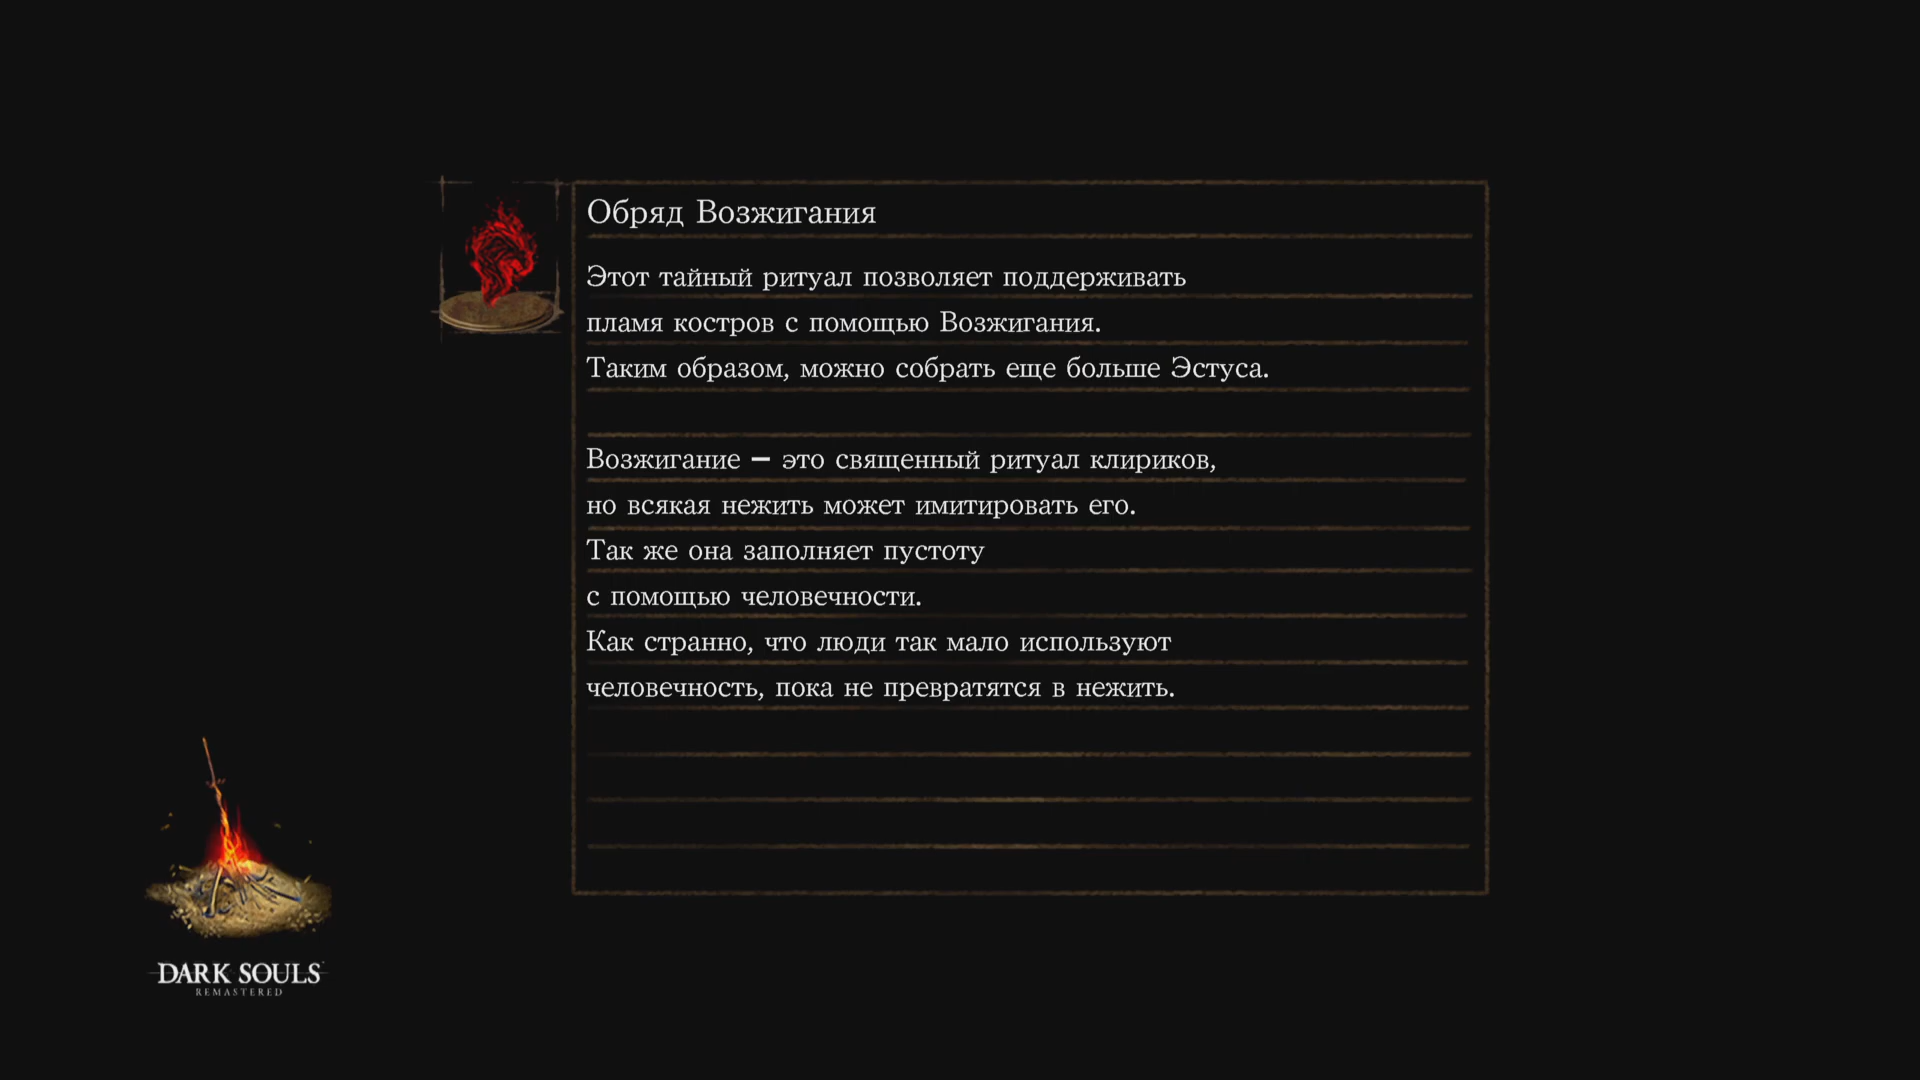 Обряд Возжигания
Этот тайный ритуал позволяет поддерживать
пламя костров с помощью Возжигания.
Таким образом, можно собрать еще больше Эстуса.
Возжигание – это священный ритуал клириков,
но всякая нежить может имитировать его.
Так же она заполняет пустоту
с помощью человечности.
Как странно, что люди так мало используют
человечность, пока не превратятся в нежить.
DARK SOULS
REMASTERED